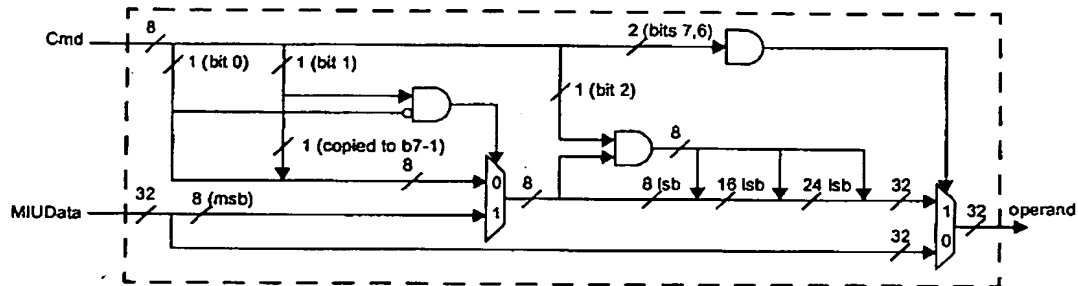 8
Cmd
2 (bits 7,6)
1 (bit 0)
1 (bit 1)
1 (bit 2)
1 (copied to b7-1)
8
8
0
32
8 (msb)
8
8 lsb
16 lsb
24 lsb
32
MIUData
1
1
32
operand
0
32